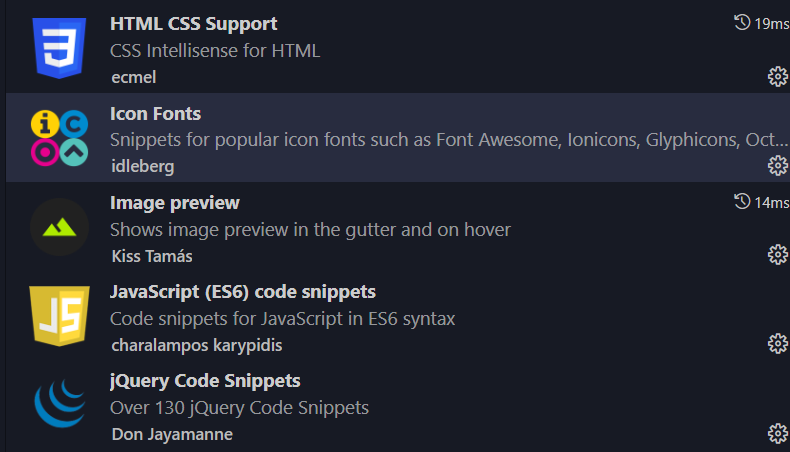 HTML CSS Support
19ms
CSS Intellisense for HTML
ecmel
Icon Fonts
Snippets for popular icon fonts such as Font Awesome, Ionicons, Glyphicons, Oct...
idleberg
Image preview
14ms
Shows image preview in the gutter and on hover
Kiss Tamás
JavaScript (ES6) code snippets
Code snippets for JavaScript in ES6 syntax
charalampos karypidis
jQuery Code Snippets
Over 130 jQuery Code Snippets
Don Jayamanne